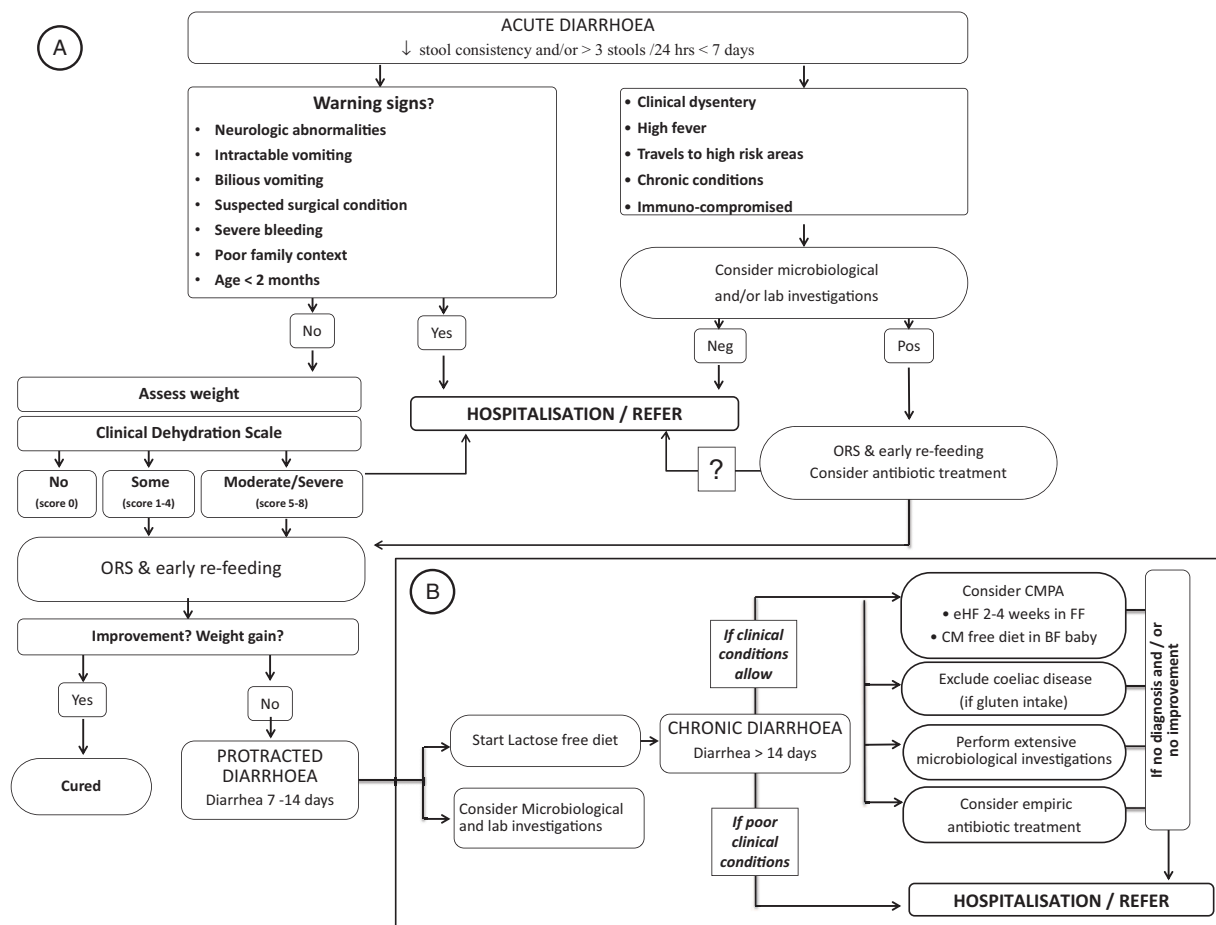 A
ACUTE DIARRHOEA
↓ stool consistency and/or > 3 stools /24 hrs < 7 days
Warning signs?
• Neurologic abnormalities
• Intractable vomiting
• Bilious vomiting
• Suspected surgical condition
• Severe bleeding
• Poor family context
• Age < 2 months
• Clinical dysentery
• High fever
• Travels to high risk areas
• Chronic conditions
• Immuno-compromised
Consider microbiological
and/or lab investigations
No
Yes
Neg
Pos
Assess weight
HOSPITALISATION / REFER
Clinical Dehydration Scale
No
(score 0)
Some
(score 1-4)
Moderate/Severe
(score 5-8)
?
ORS & early re-feeding
Consider antibiotic treatment
ORS & early re-feeding
Improvement? Weight gain?
Yes
No
Cured
PROTRACTED
DIARRHOEA
Diarrhea 7 -14 days
B
Start Lactose free diet
Consider Microbiological
and lab investigations
If clinical
conditions
allow
CHRONIC DIARRHOEA
Diarrhea > 14 days
If poor
clinical
conditions
Consider CMPA
• eHF 2-4 weeks in FF
• CM free diet in BF baby
Exclude coeliac disease
(if gluten intake)
Perform extensive
microbiological investigations
Consider empiric
antibiotic treatment
If no diagnosis and / or
no improvement
HOSPITALISATION / REFER